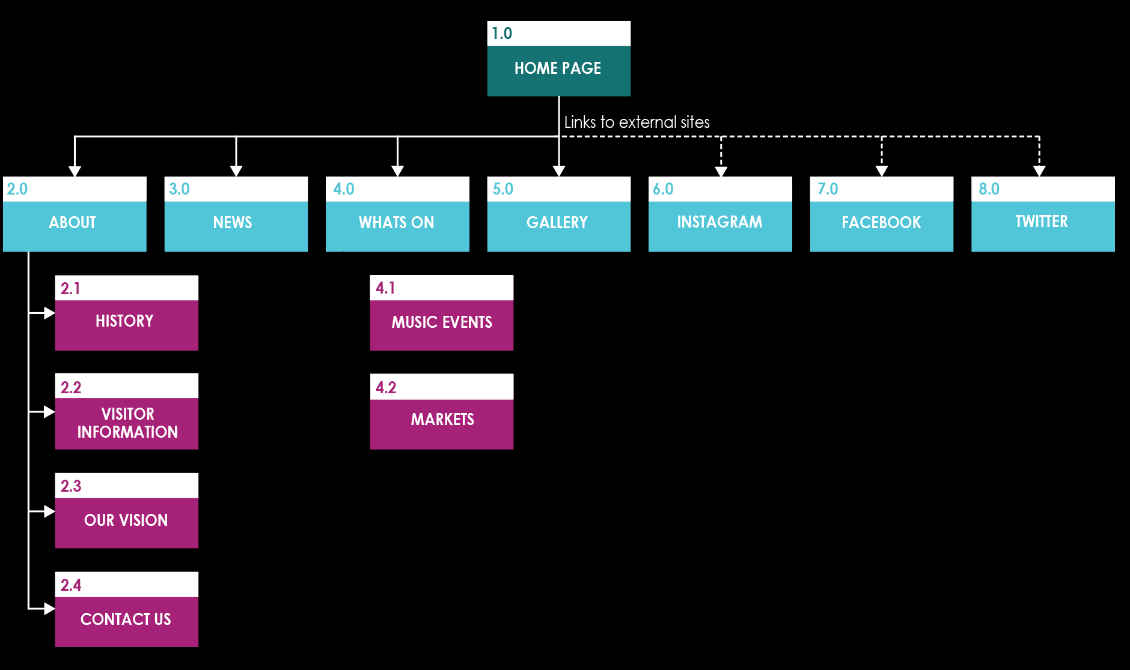 1.0
HOME PAGE
Links to external sites
2.0
ABOUT
3.0
NEWS
4.0
WHATS ON
5.0
GALLERY
6.0
INSTAGRAM
7.0
FACEBOOK
8.0
TWITTER
2.1
HISTORY
2.2
VISITOR
INFORMATION
2.3
OUR VISION
2.4
CONTACT US
4.1
MUSIC EVENTS
4.2
MARKETS